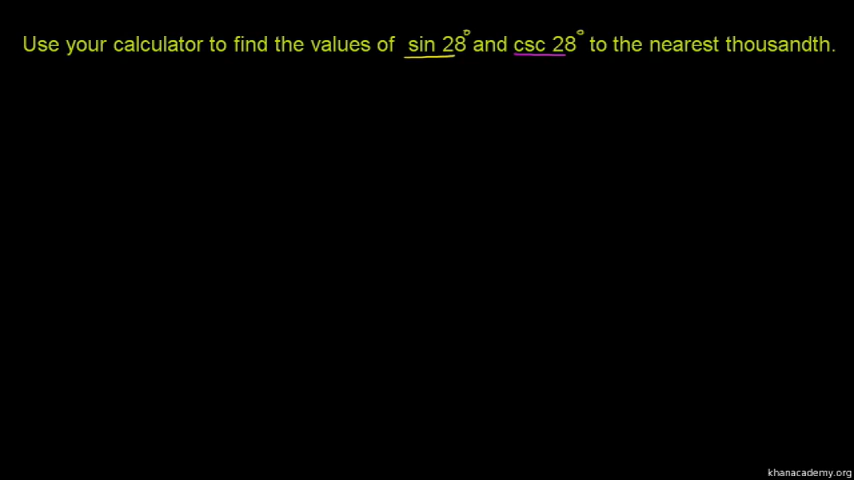 Use your calculator to find the values of sin 28° and csc 28° to the nearest thousandth.
khanacademy.org